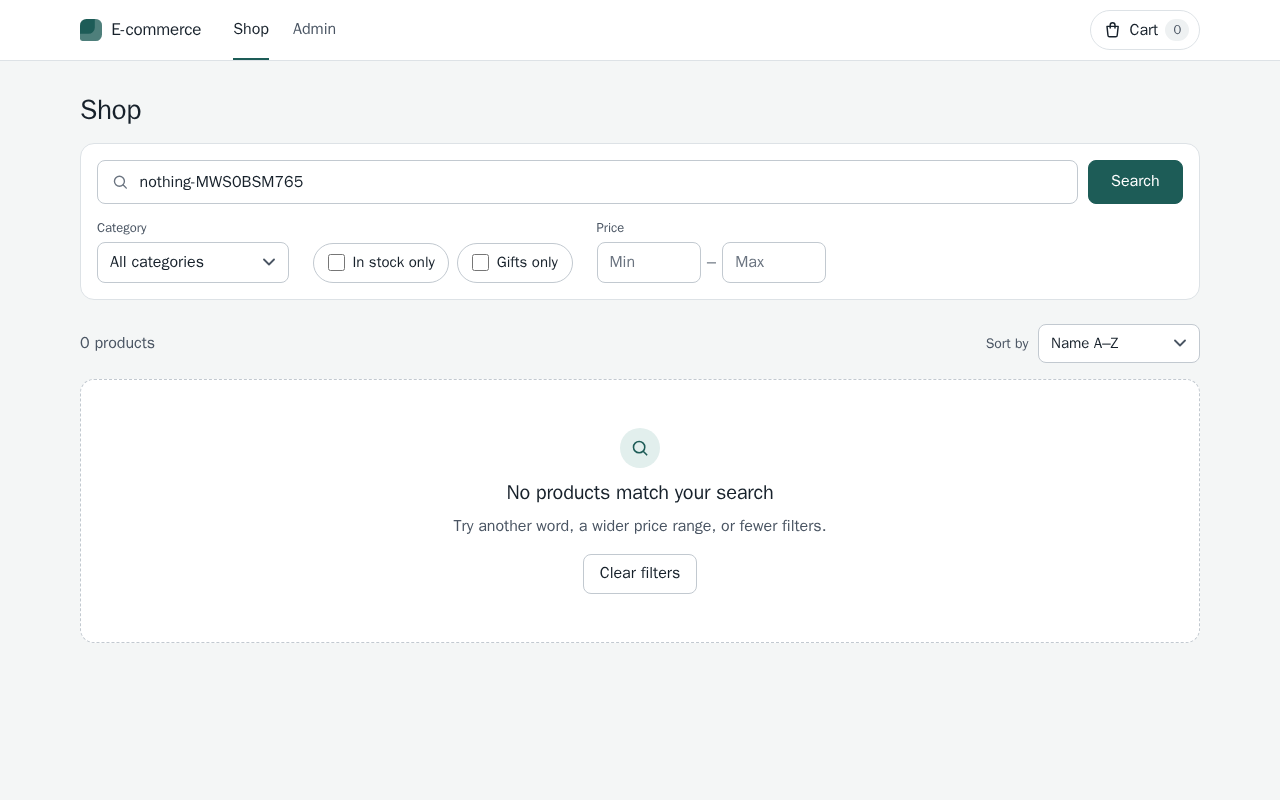 E-commerce Shop Admin Cart 0
Shop
nothing-MWS0BSM765 Search
Category Price
All categories In stock only Gifts only Min – Max
0 products Sort by Name A–Z
No products match your search
Try another word, a wider price range, or fewer filters.
Clear filters